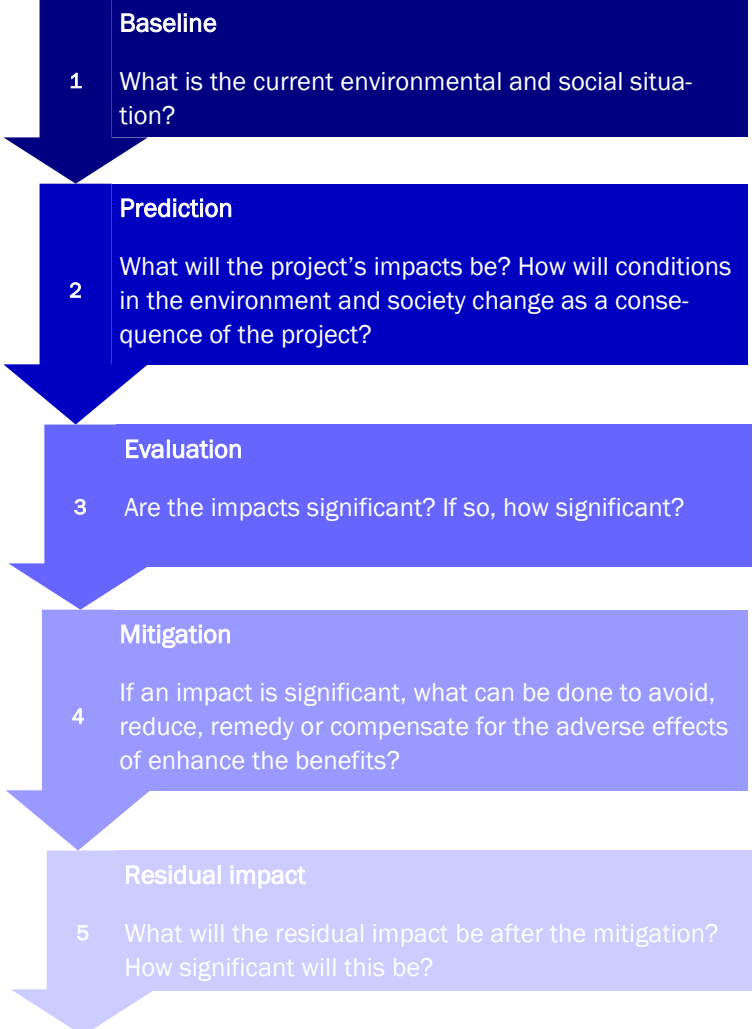 Baseline
1
What is the current environmental and social situa-
tion?
Prediction
2
What will the project’s impacts be? How will conditions
in the environment and society change as a conse-
quence of the project?
Evaluation
3
Are the impacts significant? If so, how significant?
Mitigation
4
If an impact is significant, what can be done to avoid,
reduce, remedy or compensate for the adverse effects
of enhance the benefits?
Residual impact
5
What will the residual impact be after the mitigation?
How significant will this be?